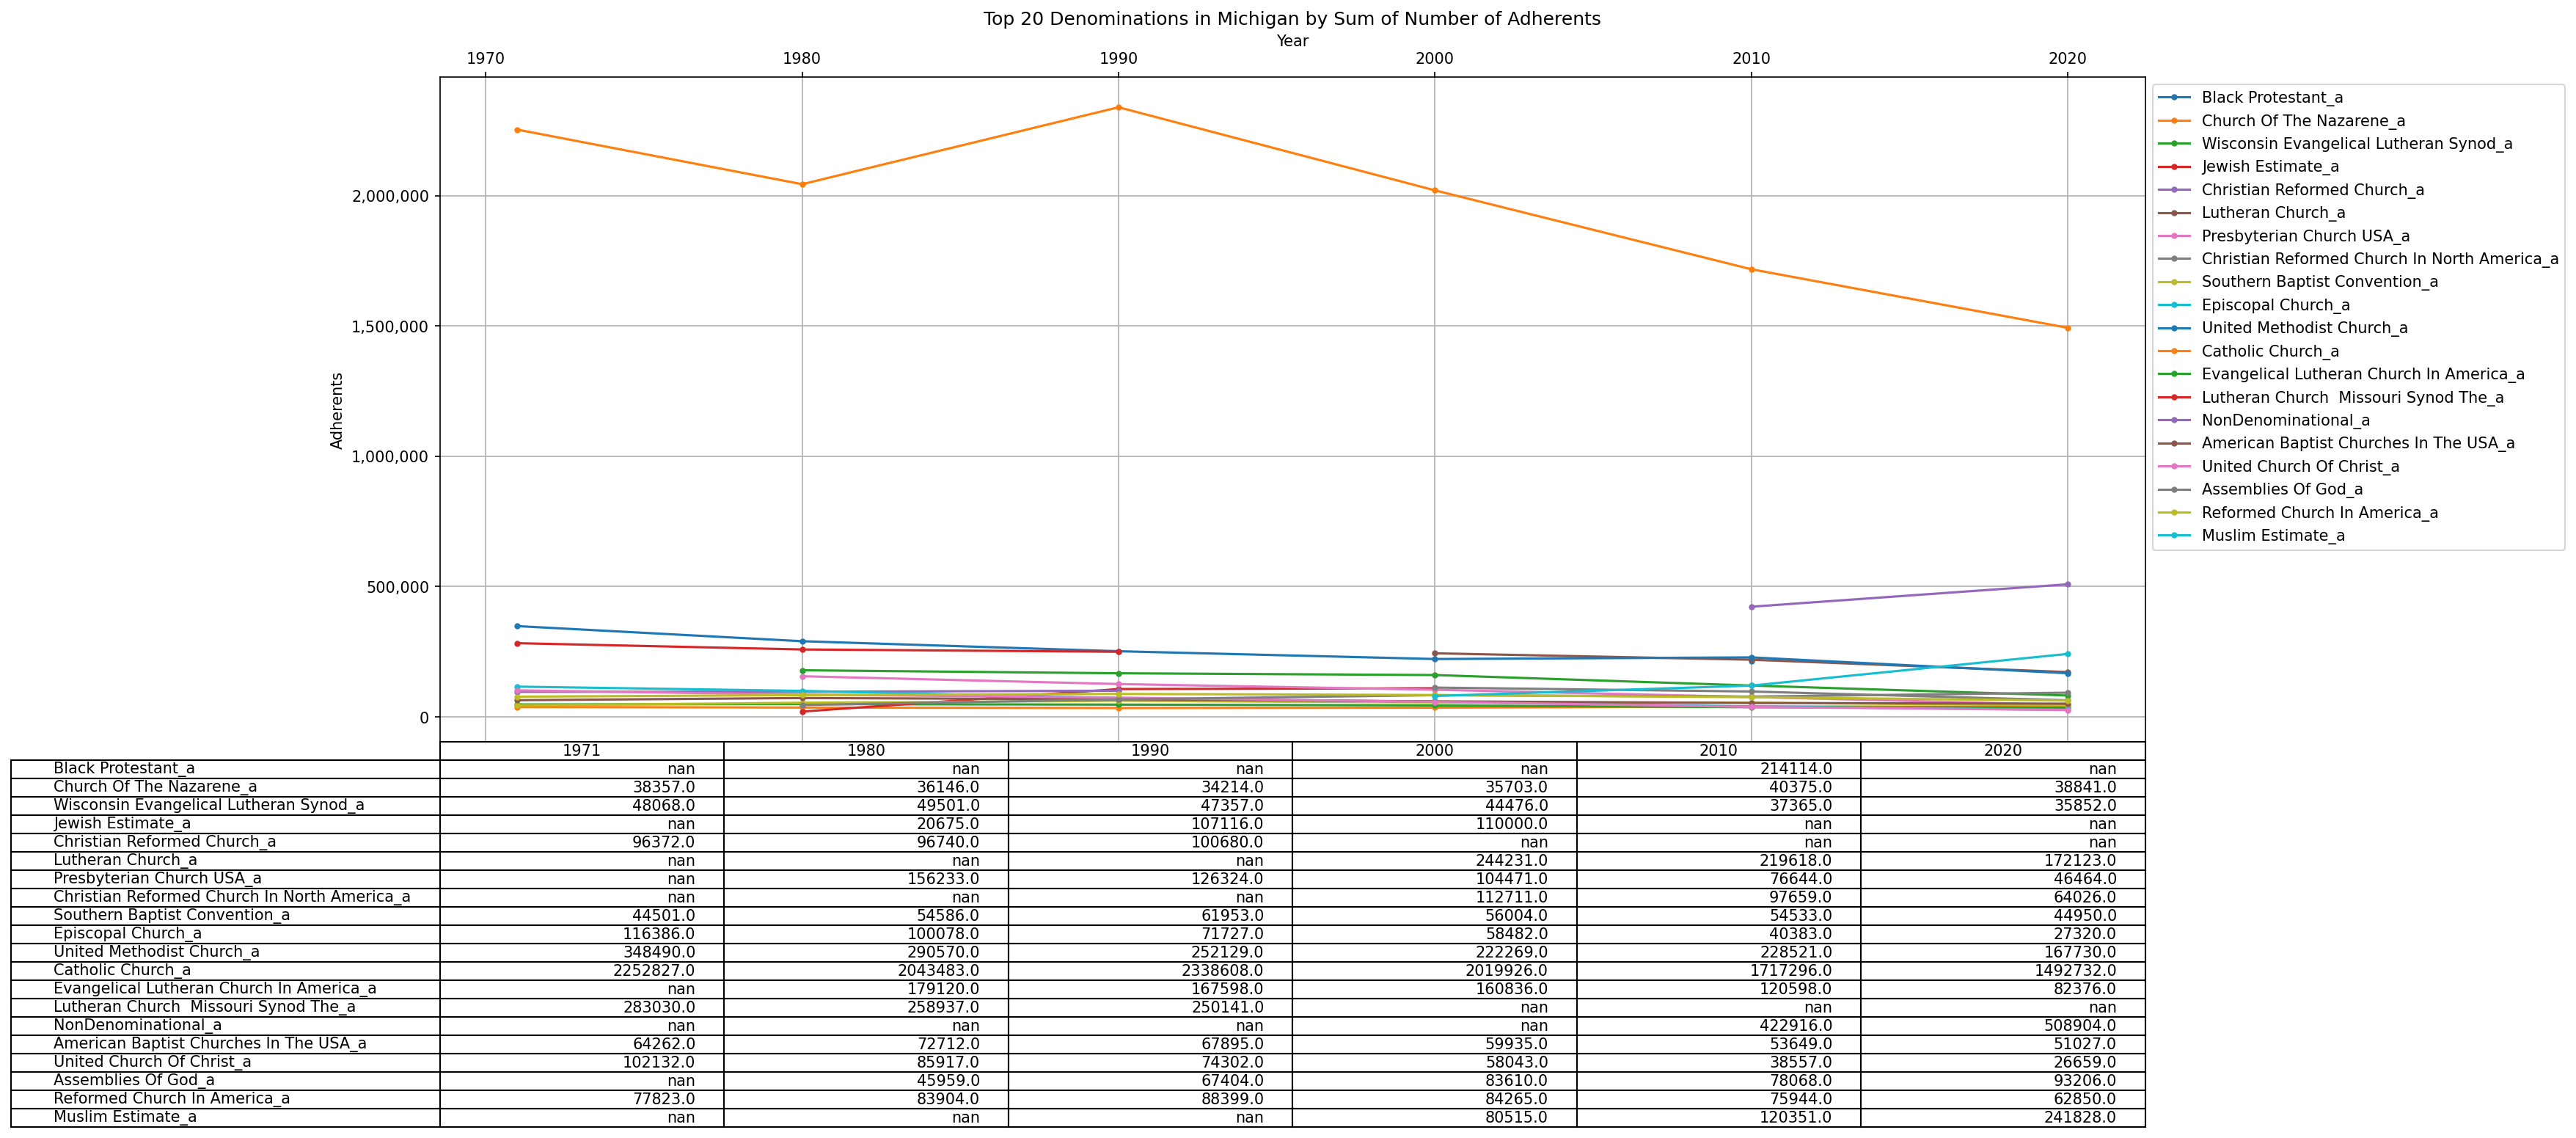 Top 20 Denominations in Michigan by Sum of Number of Adherents
Year
1970 1980 1990 2000 2010 2020
Adherents
2,000,000
1,500,000
1,000,000
500,000
0
Black Protestant_a
Church Of The Nazarene_a
Wisconsin Evangelical Lutheran Synod_a
Jewish Estimate_a
Christian Reformed Church_a
Lutheran Church_a
Presbyterian Church USA_a
Christian Reformed Church In North America_a
Southern Baptist Convention_a
Episcopal Church_a
United Methodist Church_a
Catholic Church_a
Evangelical Lutheran Church In America_a
Lutheran Church  Missouri Synod The_a
NonDenominational_a
American Baptist Churches In The USA_a
United Church Of Christ_a
Assemblies Of God_a
Reformed Church In America_a
Muslim Estimate_a
1971 1980 1990 2000 2010 2020
Black Protestant_a nan nan nan nan 214114.0 nan
Church Of The Nazarene_a 38357.0 36146.0 34214.0 35703.0 40375.0 38841.0
Wisconsin Evangelical Lutheran Synod_a 48068.0 49501.0 47357.0 44476.0 37365.0 35852.0
Jewish Estimate_a nan 20675.0 107116.0 110000.0 nan nan
Christian Reformed Church_a 96372.0 96740.0 100680.0 nan nan nan
Lutheran Church_a nan nan nan 244231.0 219618.0 172123.0
Presbyterian Church USA_a nan 156233.0 126324.0 104471.0 76644.0 46464.0
Christian Reformed Church In North America_a nan nan nan 112711.0 97659.0 64026.0
Southern Baptist Convention_a 44501.0 54586.0 61953.0 56004.0 54533.0 44950.0
Episcopal Church_a 116386.0 100078.0 71727.0 58482.0 40383.0 27320.0
United Methodist Church_a 348490.0 290570.0 252129.0 222269.0 228521.0 167730.0
Catholic Church_a 2252827.0 2043483.0 2338608.0 2019926.0 1717296.0 1492732.0
Evangelical Lutheran Church In America_a nan 179120.0 167598.0 160836.0 120598.0 82376.0
Lutheran Church  Missouri Synod The_a 283030.0 258937.0 250141.0 nan nan nan
NonDenominational_a nan nan nan nan 422916.0 508904.0
American Baptist Churches In The USA_a 64262.0 72712.0 67895.0 59935.0 53649.0 51027.0
United Church Of Christ_a 102132.0 85917.0 74302.0 58043.0 38557.0 26659.0
Assemblies Of God_a nan 45959.0 67404.0 83610.0 78068.0 93206.0
Reformed Church In America_a 77823.0 83904.0 88399.0 84265.0 75944.0 62850.0
Muslim Estimate_a nan nan nan 80515.0 120351.0 241828.0